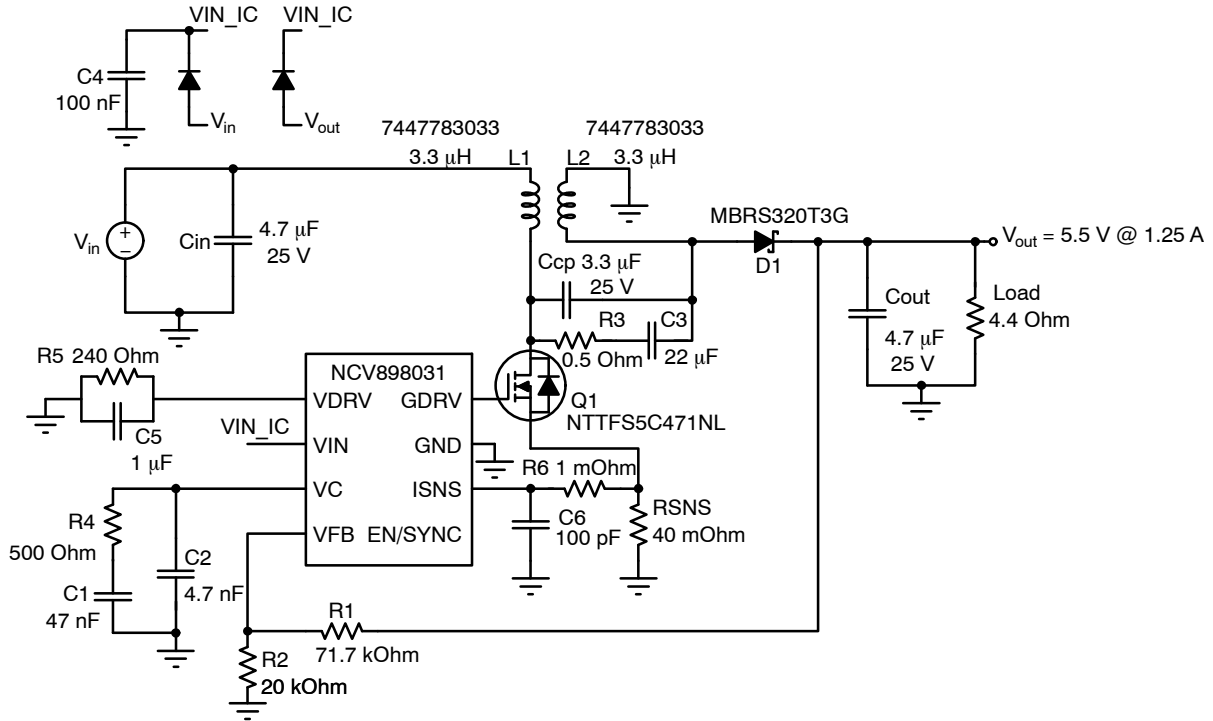 VIN_IC VIN_IC
C4
100 nF
Vin Vout
7447783033 7447783033
3.3 μH L1 L2 3.3 μH
MBRS320T3G
Vin
+
−
Cin
4.7 μF
25 V
Vout = 5.5 V @ 1.25 A
D1
Ccp 3.3 μF
25 V
R3 C3
0.5 Ohm 22 μF
Cout
4.7 μF
25 V
Load
4.4 Ohm
R5 240 Ohm
C5
1 μF
NCV898031
VDRV GDRV
VIN GND
VC ISNS
VFB EN/SYNC
Q1
NTTFS5C471NL
VIN_IC
R6 1 mOhm
C6
100 pF
RSNS
40 mOhm
R4
500 Ohm
C2
4.7 nF
C1
47 nF
R1
71.7 kOhm
R2
20 kOhm